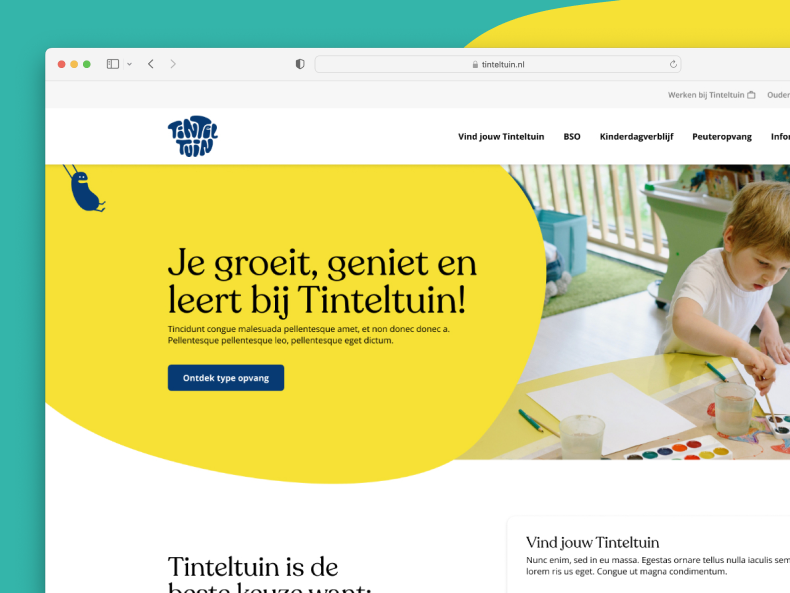 tinteltuin.nl
Werken bij Tinteltuin
TINTEL
TUIN
Vind jouw Tinteltuin BSO Kinderdagverblijf Peuteropvang
Je groeit, geniet en
leert bij Tinteltuin!
Tincidunt congue malesuada pellentesque amet, et non donec donec a.
Pellentesque pellentesque leo, pellentesque eget dictum.
Ontdek type opvang
Tinteltuin is de
beste keuze want:
Vind jouw Tinteltuin
Nunc enim, sed in eu massa. Egestas ornare tellus nulla iaculis sem
lorem ris us eget. Congue ut magna condimentum.